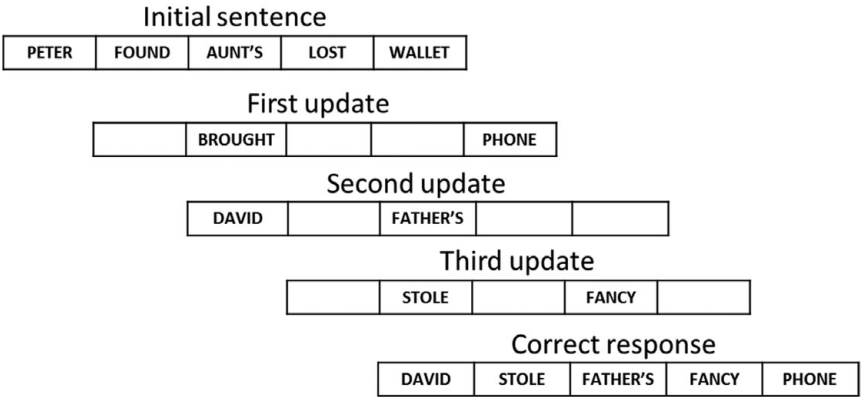 Initial sentence
PETER FOUND AUNT'S LOST WALLET
First update
BROUGHT PHONE
Second update
DAVID FATHER'S
Third update
STOLE FANCY
Correct response
DAVID STOLE FATHER'S FANCY PHONE